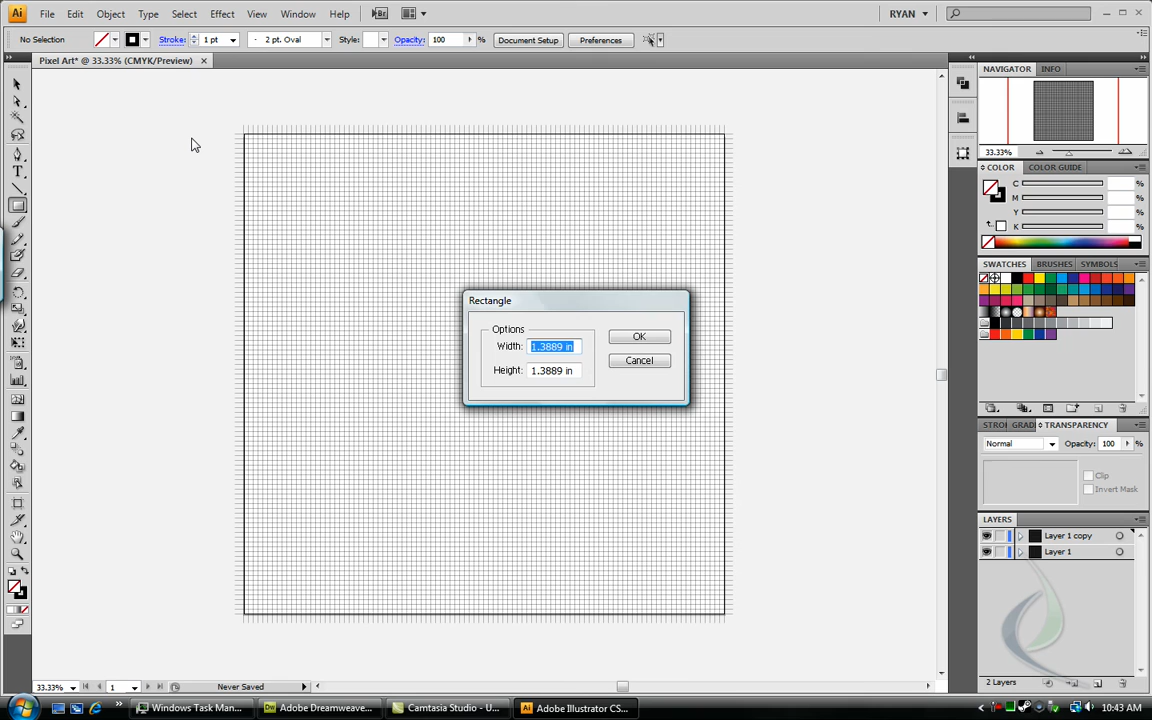 Ai File Edit Object Type Select Effect View Window Help Br RYAN
No Selection Stroke: 1 pt 2 pt. Oval Style: Opacity: 100 % Document Setup Preferences
Pixel Art* @ 33.33% (CMYK/Preview) ×
NAVIGATOR INFO
33.33%
COLOR COLOR GUIDE
C %
M %
Y %
K %
SWATCHES BRUSHES SYMBOLS
Rectangle
Options
Width: 1.3889 in
Height: 1.3889 in
OK
Cancel
STROI GRADI TRANSPARENCY
Normal Opacity: 100 %
Clip
Invert Mask
LAYERS
Layer 1 copy
Layer 1
2 Layers
33.33% 1 Never Saved
Windows Task Man... Adobe Dreamweave... Camtasia Studio - U... Adobe Illustrator CS... 10:43 AM